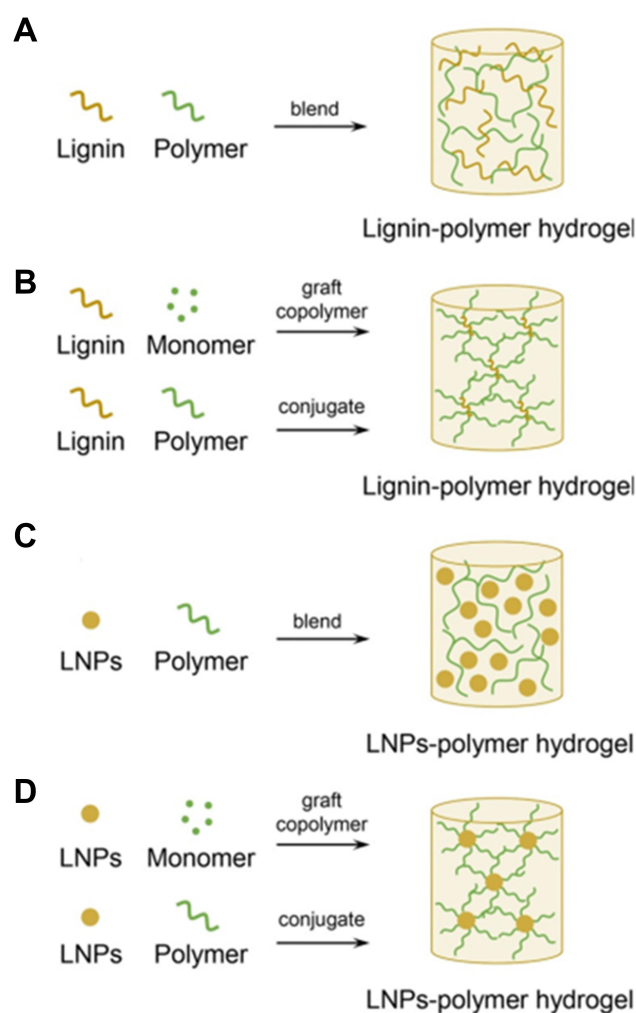 A
Lignin Polymer
blend
Lignin-polymer hydrogel
B
Lignin Monomer
graft
copolymer
Lignin Polymer
conjugate
Lignin-polymer hydrogel
C
LNPs Polymer
blend
LNPs-polymer hydrogel
D
LNPs Monomer
graft
copolymer
LNPs Polymer
conjugate
LNPs-polymer hydrogel